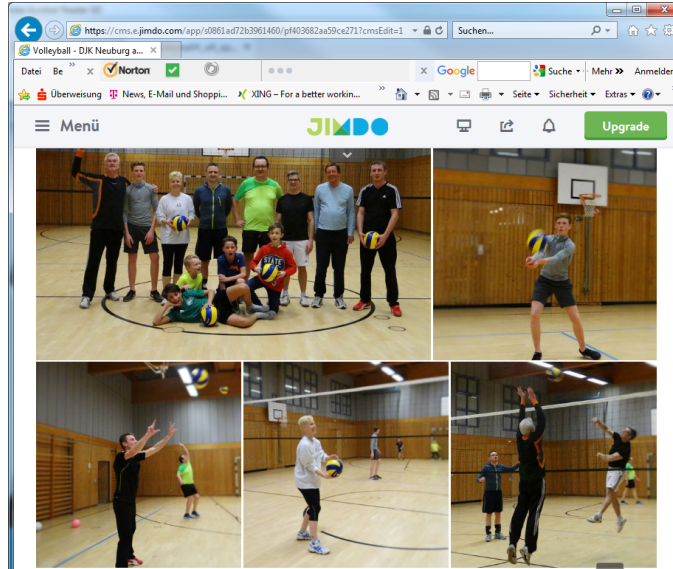 https://cms.e.jimdo.com/app/s0861ad72b3961460/pf403682aa59ce271?cmsEdit=1
Suchen...
Volleyball - DJK Neuburg a...
Datei Be » x Norton x Google Suche Mehr » Anmelden
Überweisung News, E-Mail und Shoppi... XING – For a better workin... » Seite Sicherheit Extras »
Menü JIMDO Upgrade
STATE